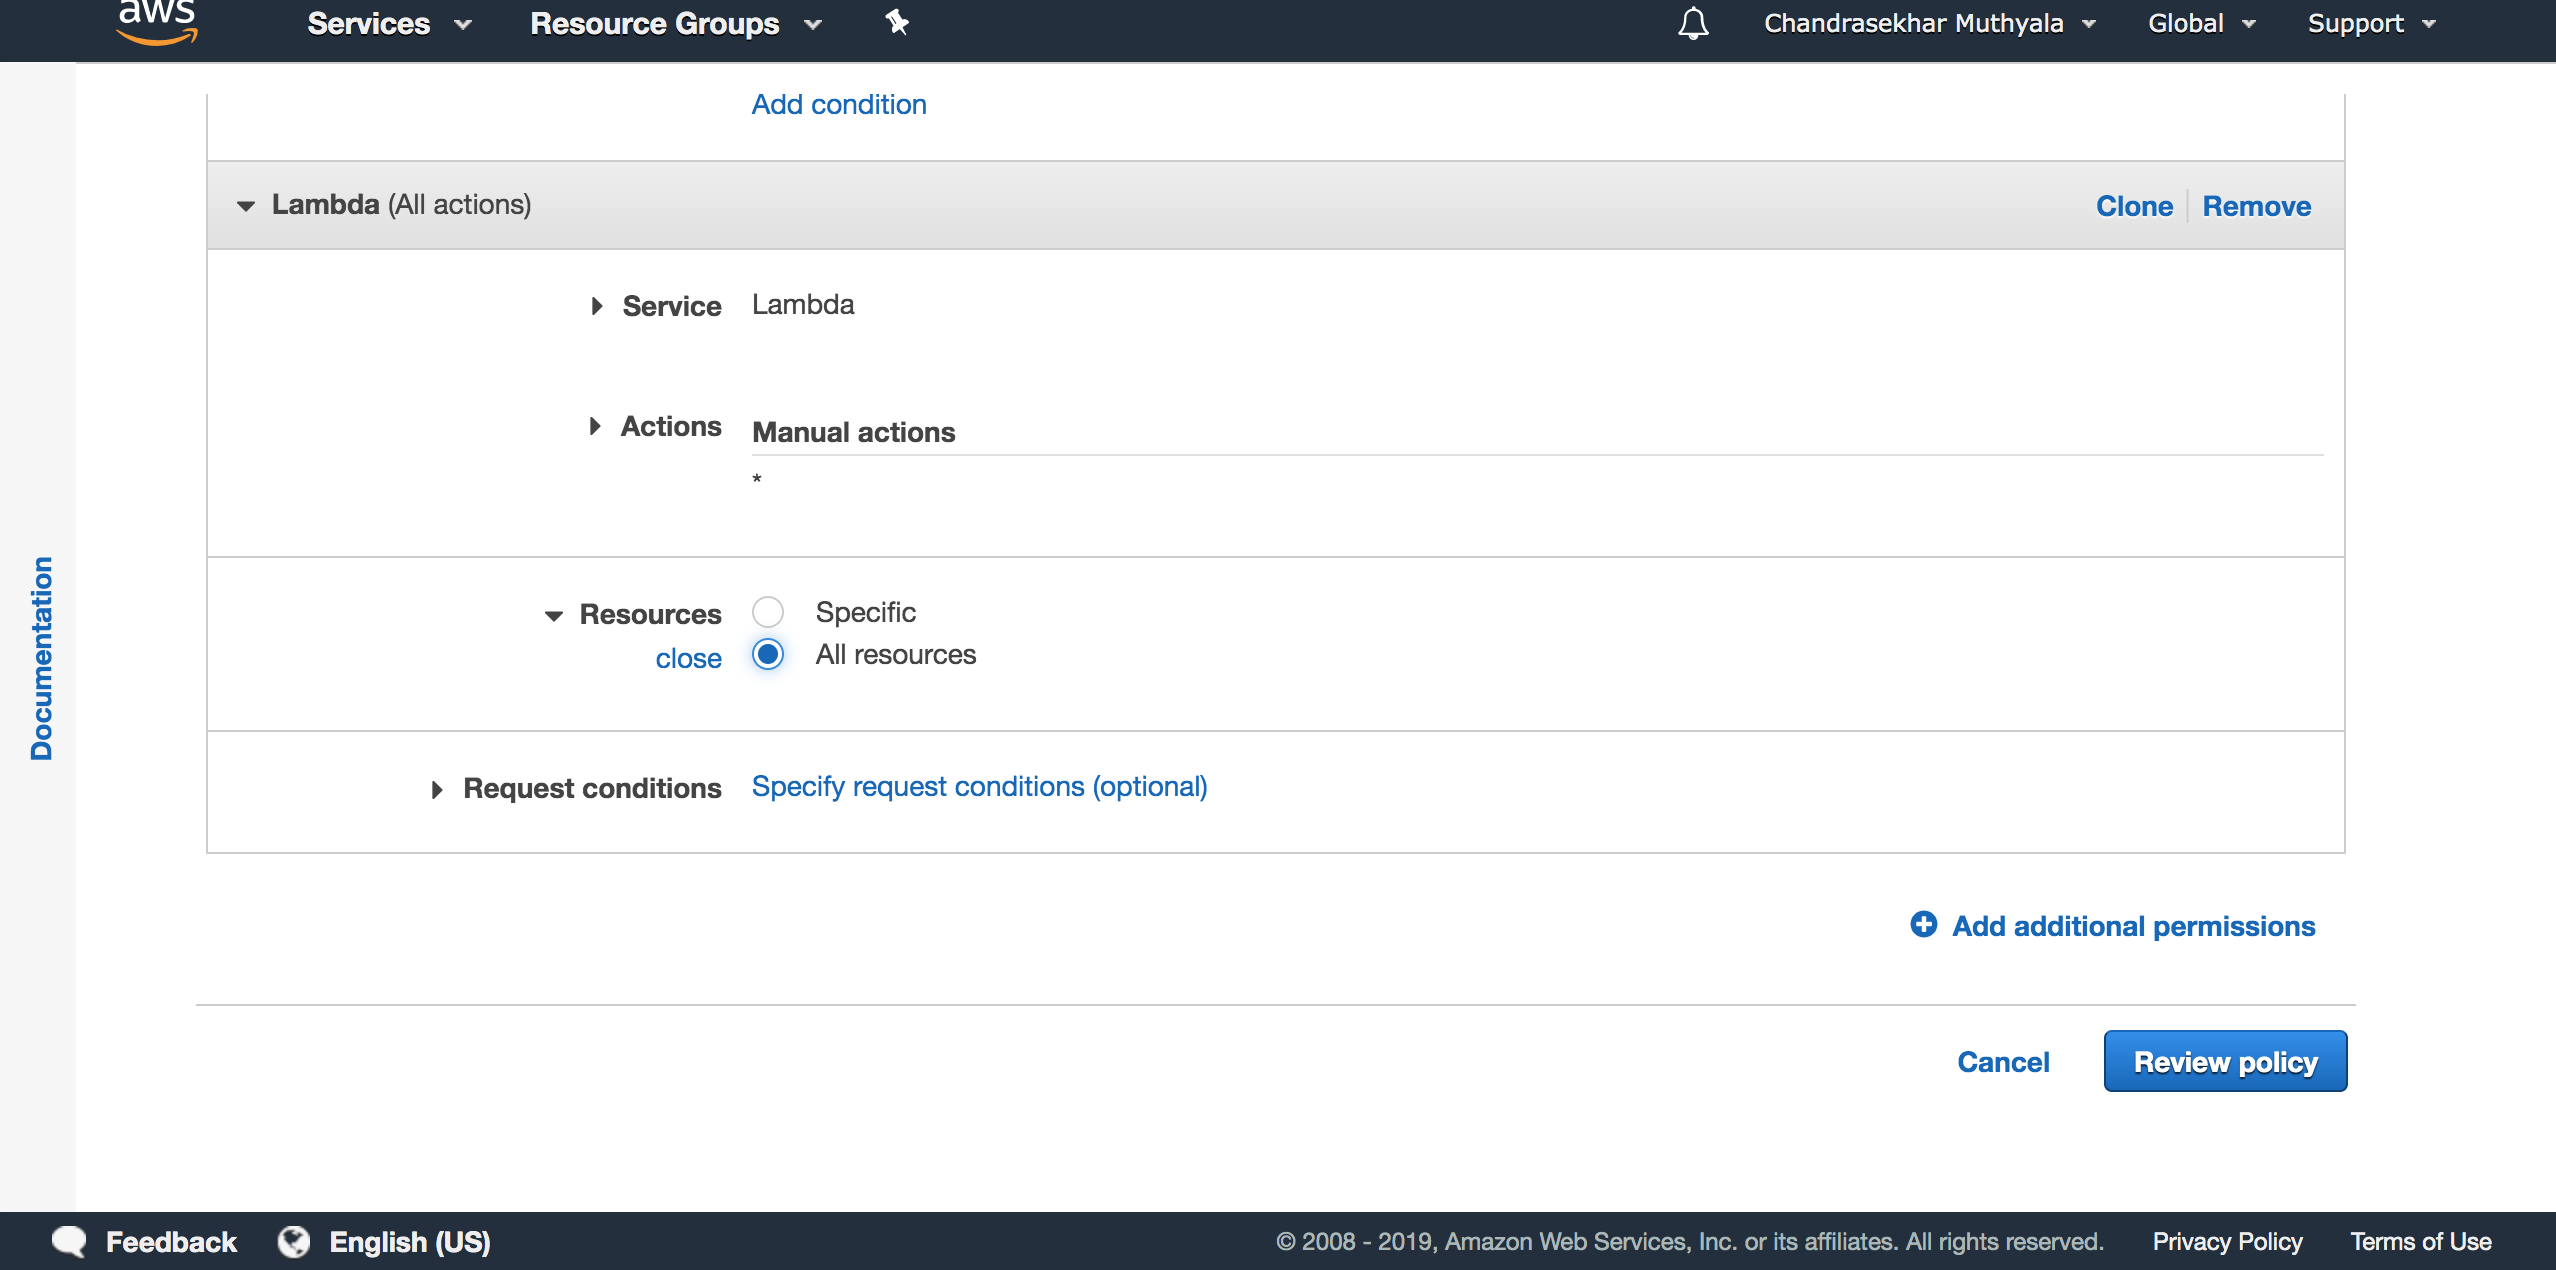 aws
Services
Resource Groups
Chandrasekhar Muthyala
Global
Support
Add condition
Lambda (All actions)
Clone
Remove
Service
Lambda
Actions
Manual actions
*
Documentation
Resources
Specific
close
All resources
Request conditions
Specify request conditions (optional)
Add additional permissions
Cancel
Review policy
Feedback
English (US)
© 2008 - 2019, Amazon Web Services, Inc. or its affiliates. All rights reserved.
Privacy Policy
Terms of Use